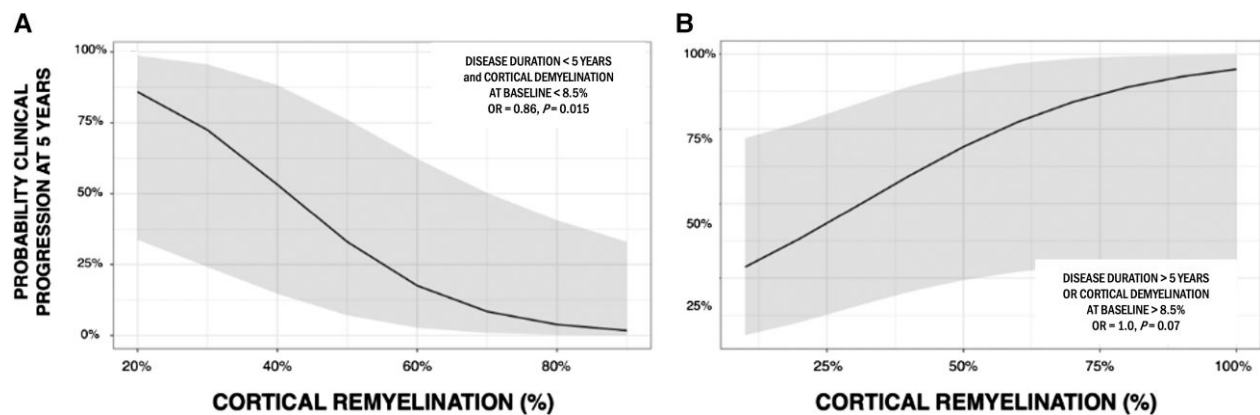 A
PROBABILITY CLINICAL
PROGRESSION AT 5 YEARS
100%
75%
50%
25%
0%
DISEASE DURATION < 5 YEARS
and CORTICAL DEMYELINATION
AT BASELINE < 8.5%
OR = 0.86, P = 0.015
20%
40%
60%
80%
CORTICAL REMYELINATION (%)
B
100%
75%
50%
25%
DISEASE DURATION > 5 YEARS
OR CORTICAL DEMYELINATION
AT BASELINE > 8.5%
OR = 1.0, P = 0.07
25%
50%
75%
100%
CORTICAL REMYELINATION (%)